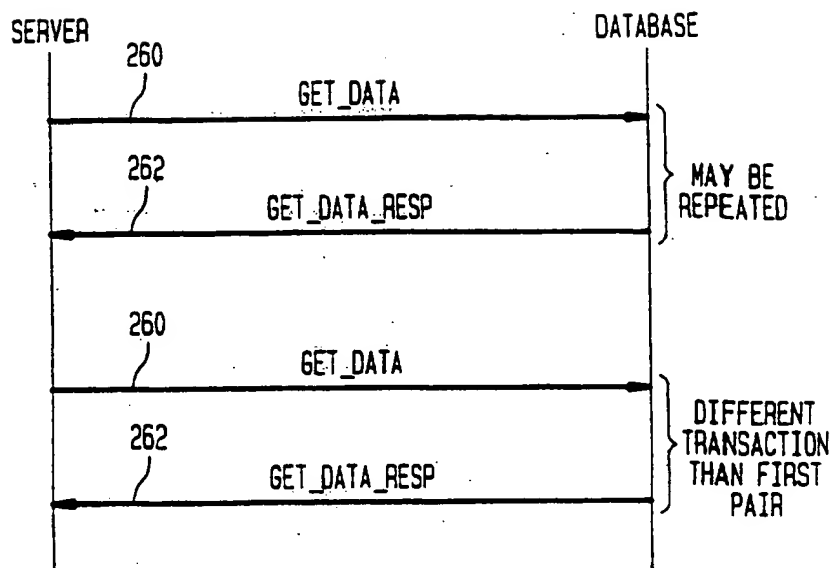 SERVER
DATABASE
260
GET_DATA
262
GET_DATA_RESP
MAY BE
REPEATED
260
GET_DATA
262
GET_DATA_RESP
DIFFERENT
TRANSACTION
THAN FIRST
PAIR